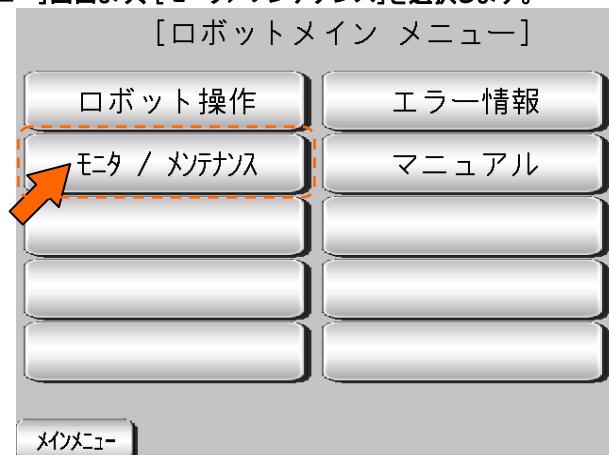 [ロボットメイン メニュー]
ロボット操作
エラー情報
ﾓﾆﾀ / ﾒﾝﾃﾅﾝｽ
マニュアル
ﾒｲﾝﾒﾆｭｰ